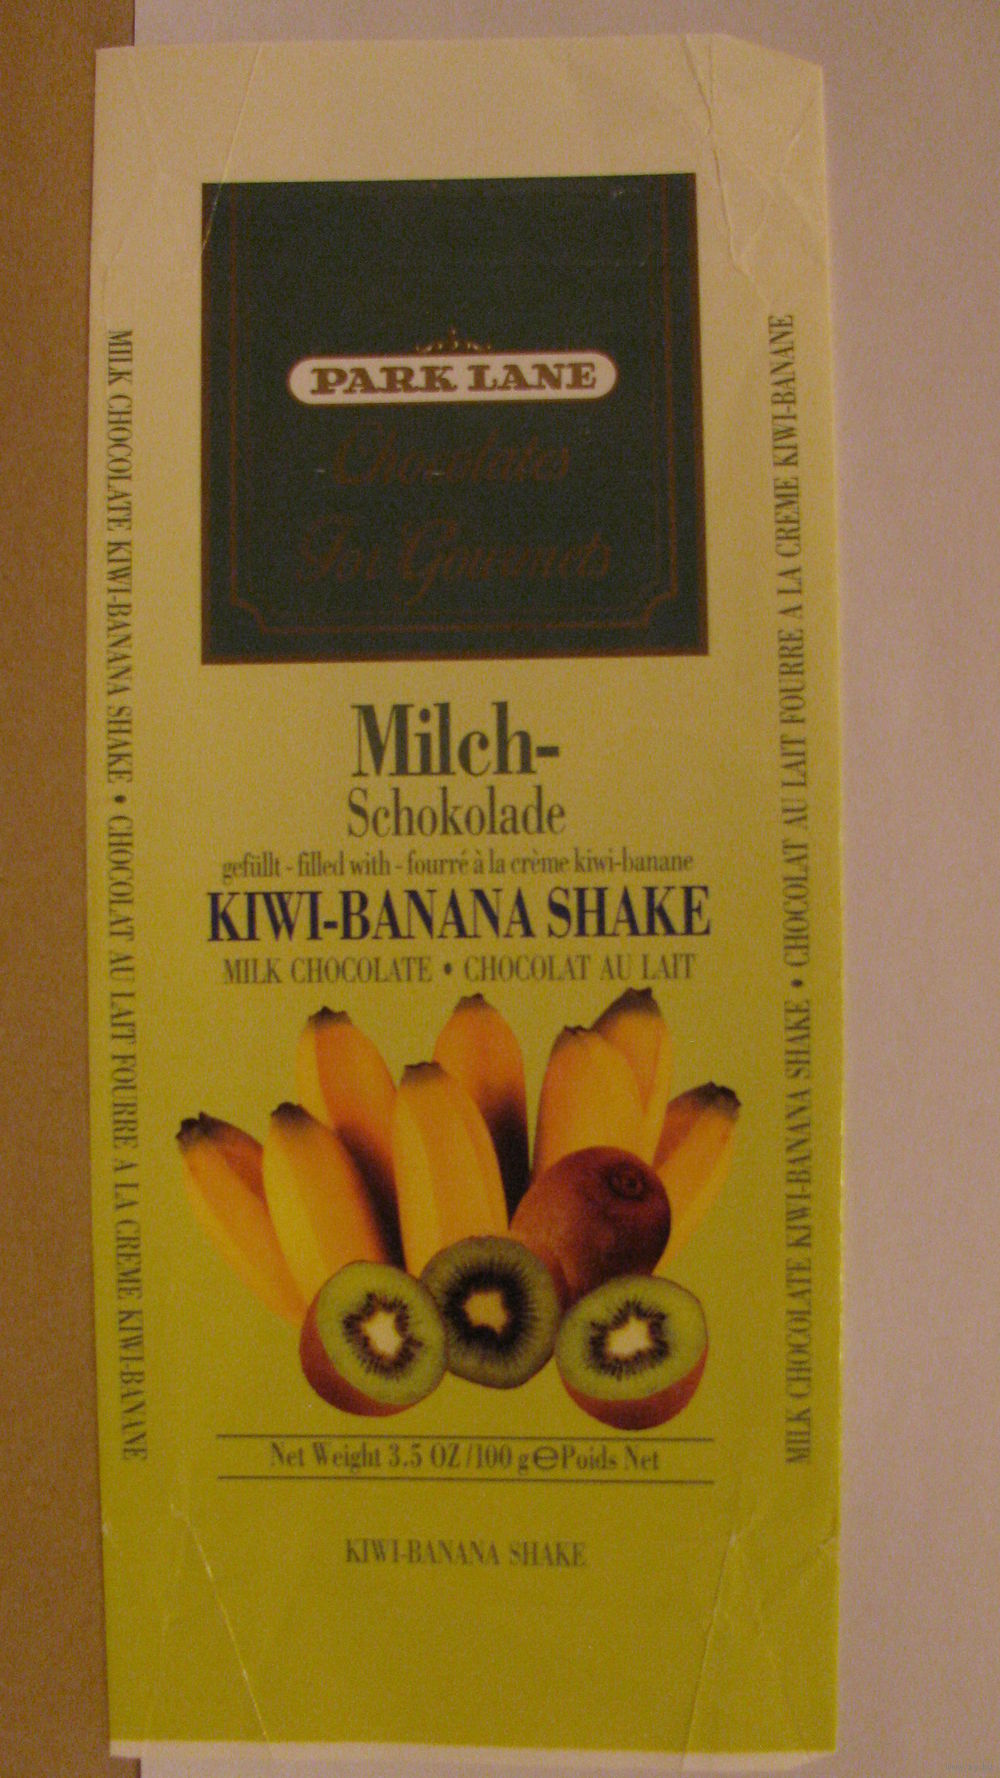 PARK LANE
Chocolates
For Gourmets
Milch-
Schokolade
gefüllt - filled with - fourré à la crème kiwi-banane
KIWI-BANANA SHAKE
MILK CHOCOLATE • CHOCOLAT AU LAIT
Net Weight 3.5 OZ / 100 g ℮ Poids Net
KIWI-BANANA SHAKE
MILK CHOCOLATE KIWI-BANANA SHAKE • CHOCOLAT AU LAIT FOURRE A LA CREME KIWI-BANANE
MILK CHOCOLATE KIWI-BANANA SHAKE • CHOCOLAT AU LAIT FOURRE A LA CREME KIWI-BANANE